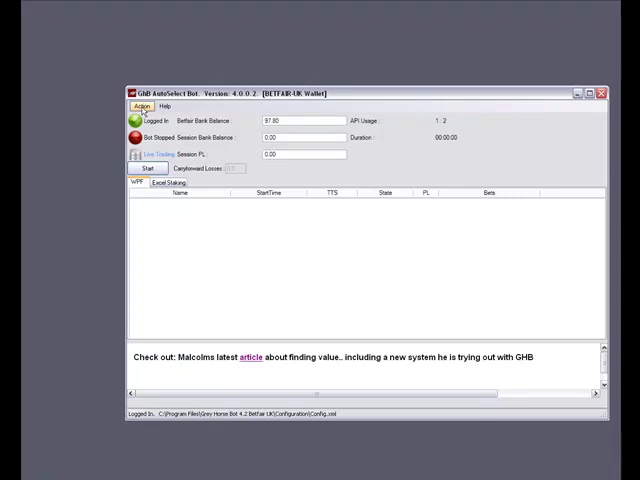 GHB AutoSelect Bot. Version: 4.0.0.2. [BETFAIR-UK Wallet]
Action Help
Logged In Betfair Bank Balance : 97.80 API Usage : 1 : 2
Bot Stopped Session Bank Balance : 0.00 Duration : 00:00:00
Live Trading Session PL : 0.00
Start Carryforward Losses : 0.0
WPF Excel Staking
Name StartTime TTS State PL Bets
Check out: Malcolms latest article about finding value.. including a new system he is trying out with GHB
Logged In. C:\Program Files\Grey Horse Bot 4.2 Betfair UK\Configuration\Config.xml